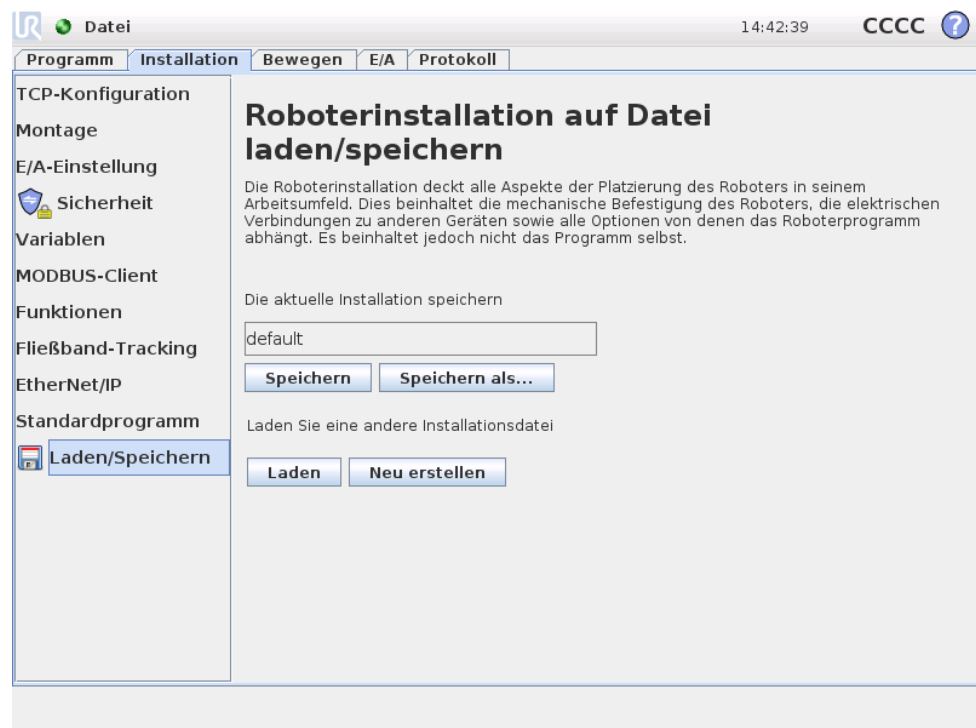 UR Datei 14:42:39 CCCC ?
Programm Installation Bewegen E/A Protokoll
TCP-Konfiguration
Montage
E/A-Einstellung
Sicherheit
Variablen
MODBUS-Client
Funktionen
Fließband-Tracking
EtherNet/IP
Standardprogramm
Laden/Speichern
Roboterinstallation auf Datei
laden/speichern
Die Roboterinstallation deckt alle Aspekte der Platzierung des Roboters in seinem
Arbeitsumfeld. Dies beinhaltet die mechanische Befestigung des Roboters, die elektrischen
Verbindungen zu anderen Geräten sowie alle Optionen von denen das Roboterprogramm
abhängt. Es beinhaltet jedoch nicht das Programm selbst.
Die aktuelle Installation speichern
default
Speichern Speichern als...
Laden Sie eine andere Installationsdatei
Laden Neu erstellen